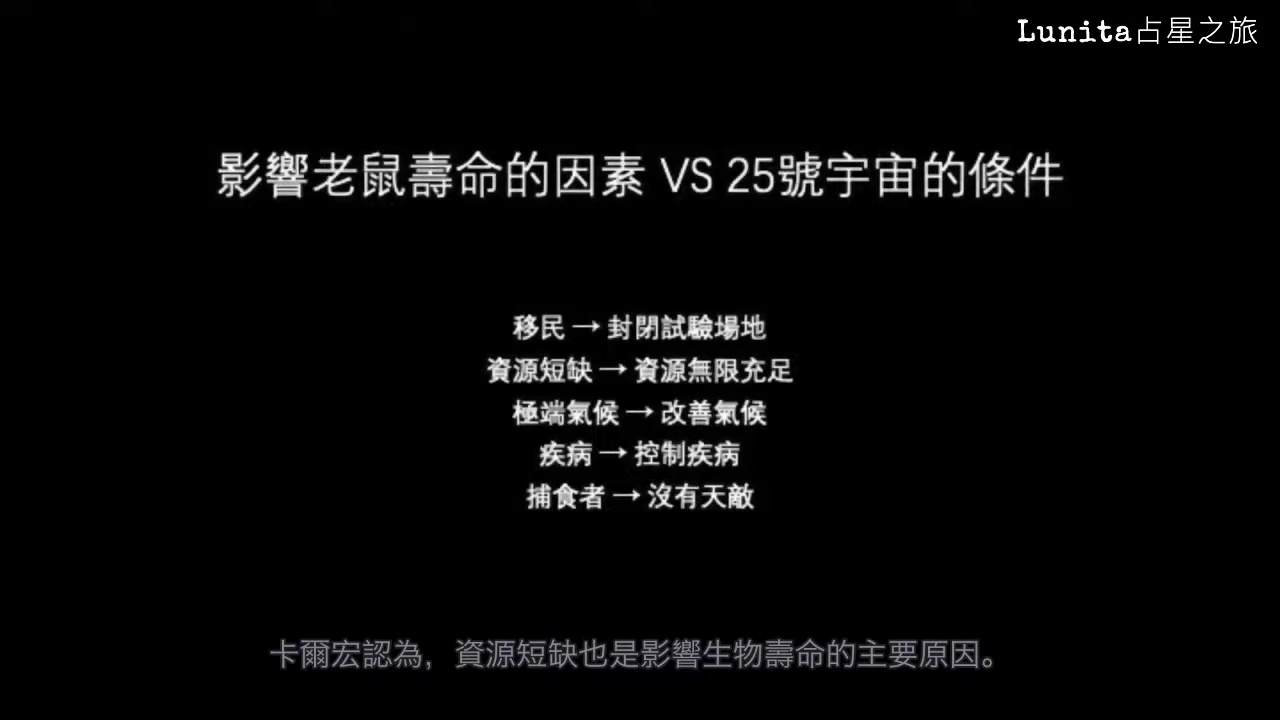 Lunita占星之旅
影響老鼠壽命的因素 VS 25號宇宙的條件
移民 → 封閉試驗場地
資源短缺 → 資源無限充足
極端氣候 → 改善氣候
疾病 → 控制疾病
捕食者 → 沒有天敵
卡爾宏認為，資源短缺也是影響生物壽命的主要原因。